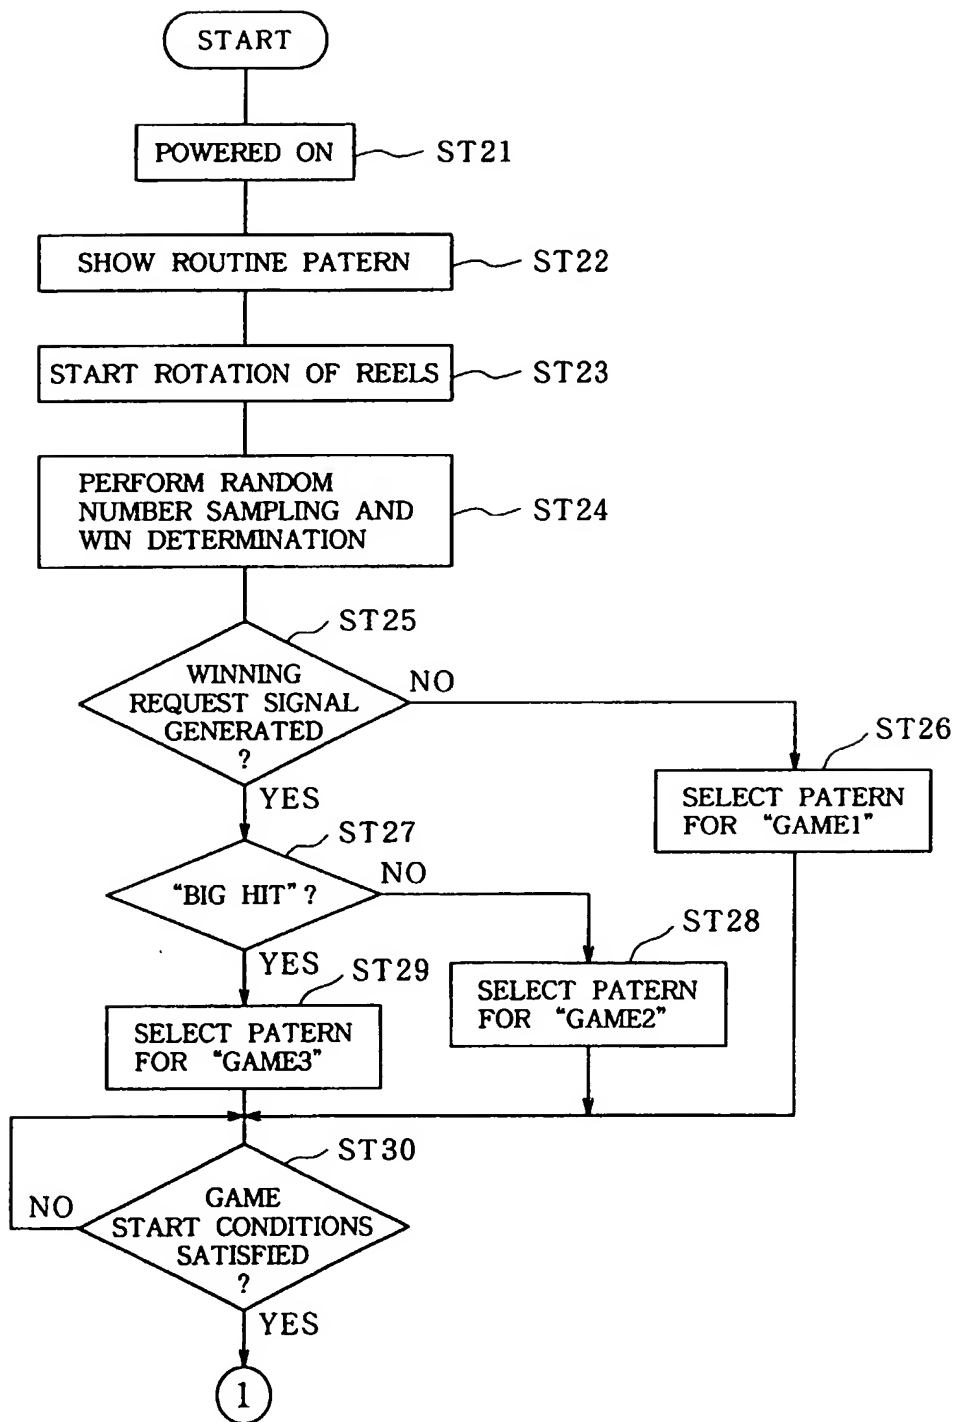 START
POWERED ON
ST21
SHOW ROUTINE PATERN
ST22
START ROTATION OF REELS
ST23
PERFORM RANDOM
NUMBER SAMPLING AND
WIN DETERMINATION
ST24
ST25
WINNING
REQUEST SIGNAL
GENERATED
?
NO
YES
ST26
SELECT PATERN
FOR “GAME1”
ST27
“BIG HIT” ?
NO
YES
ST28
SELECT PATERN
FOR “GAME2”
ST29
SELECT PATERN
FOR “GAME3”
ST30
GAME
START CONDITIONS
SATISFIED
?
NO
YES
1